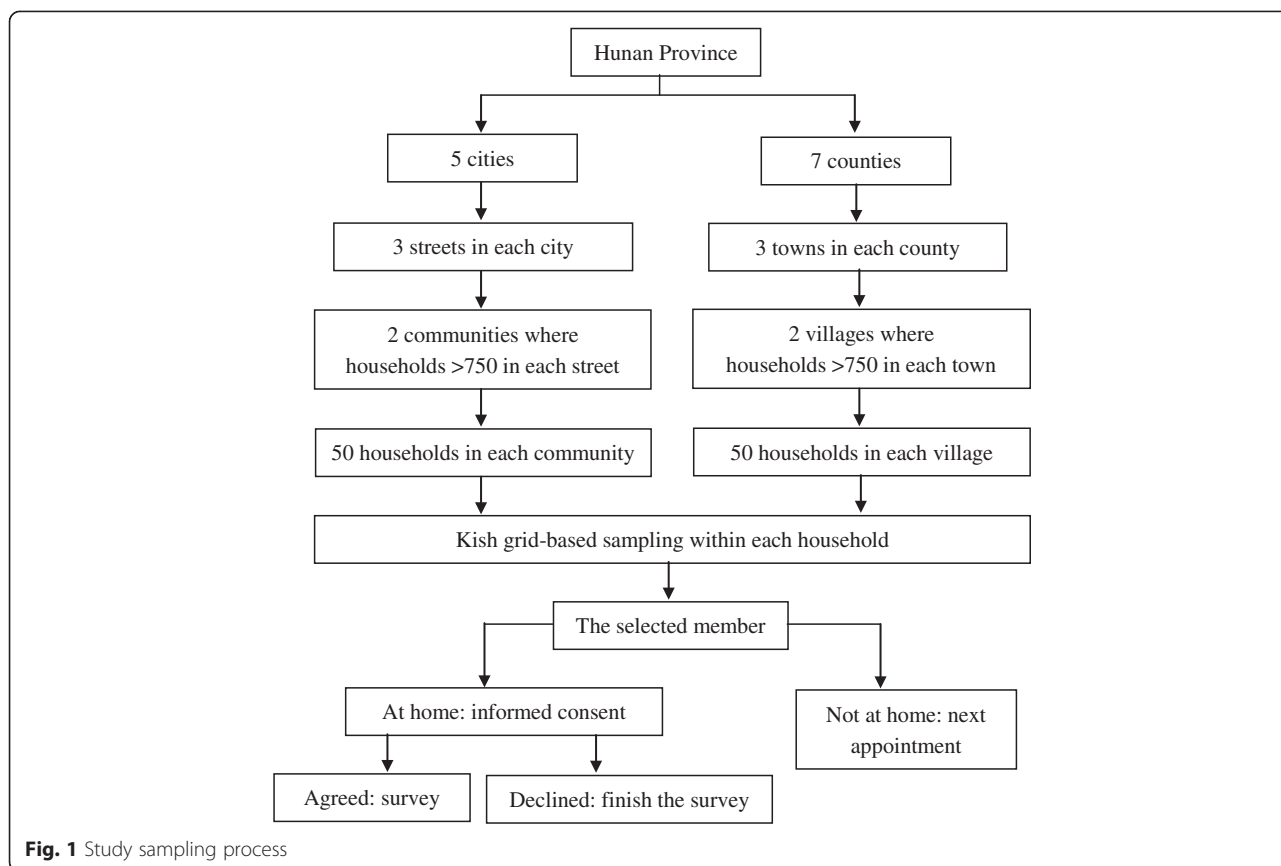 Hunan Province
5 cities
7 counties
3 streets in each city
3 towns in each county
2 communities where
households >750 in each street
2 villages where
households >750 in each town
50 households in each community
50 households in each village
Kish grid-based sampling within each household
The selected member
At home: informed consent
Not at home: next
appointment
Agreed: survey
Declined: finish the survey
Fig. 1 Study sampling process